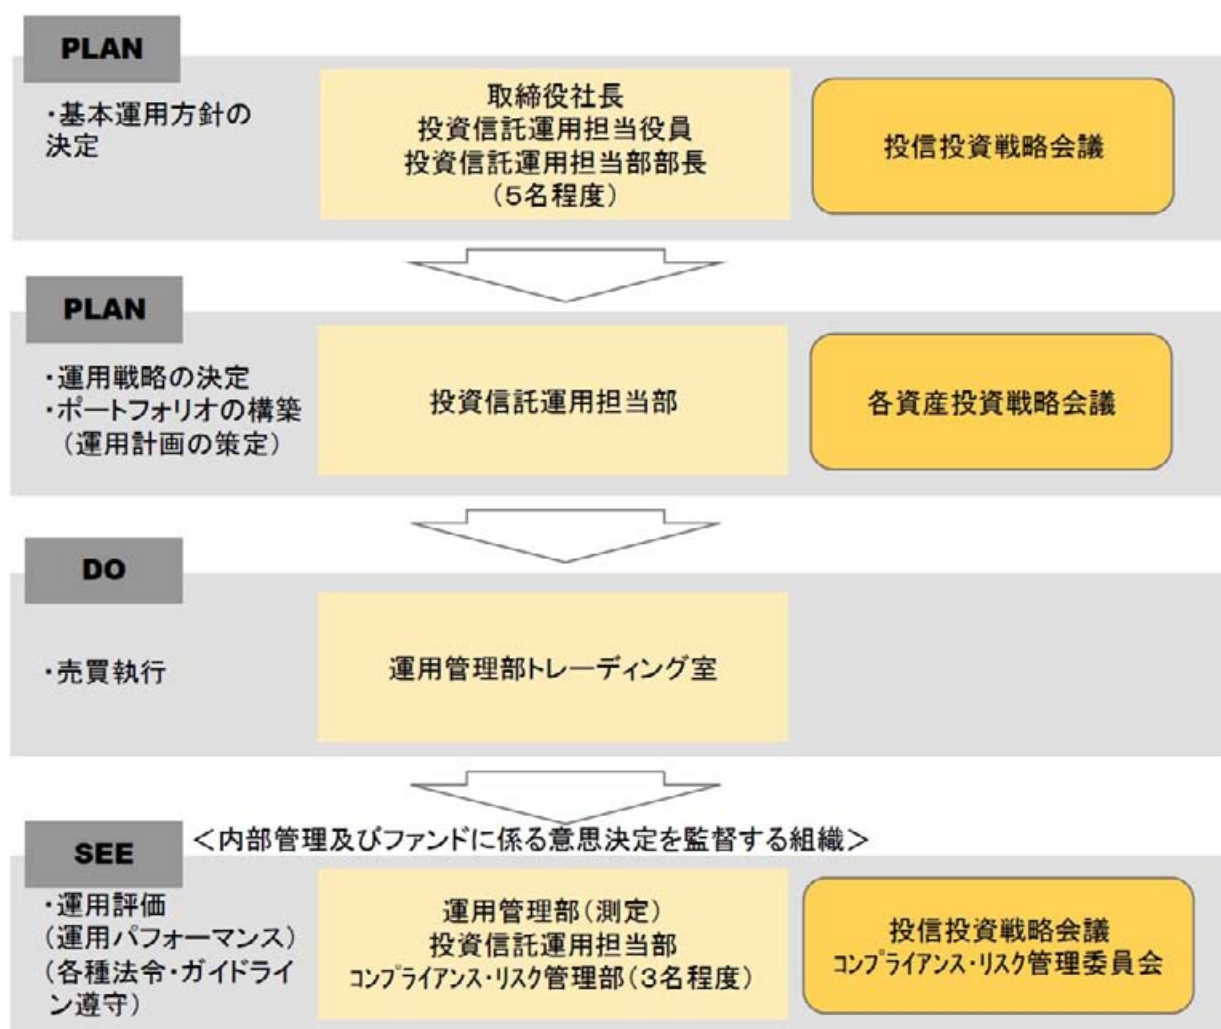 PLAN
・基本運用方針の
決定
取締役社長
投資信託運用担当役員
投資信託運用担当部部長
(5名程度)
投信投資戦略会議
PLAN
・運用戦略の決定
・ポートフォリオの構築
(運用計画の策定)
投資信託運用担当部
各資産投資戦略会議
DO
・売買執行
運用管理部トレーディング室
SEE
＜内部管理及びファンドに係る意思決定を監督する組織＞
・運用評価
(運用パフォーマンス)
(各種法令・ガイドライ
ン遵守)
運用管理部(測定)
投資信託運用担当部
ｺﾝﾌﾟﾗｲｱﾝｽ・ﾘｽｸ管理部(3名程度)
投信投資戦略会議
ｺﾝﾌﾟﾗｲｱﾝｽ・ﾘｽｸ管理委員会